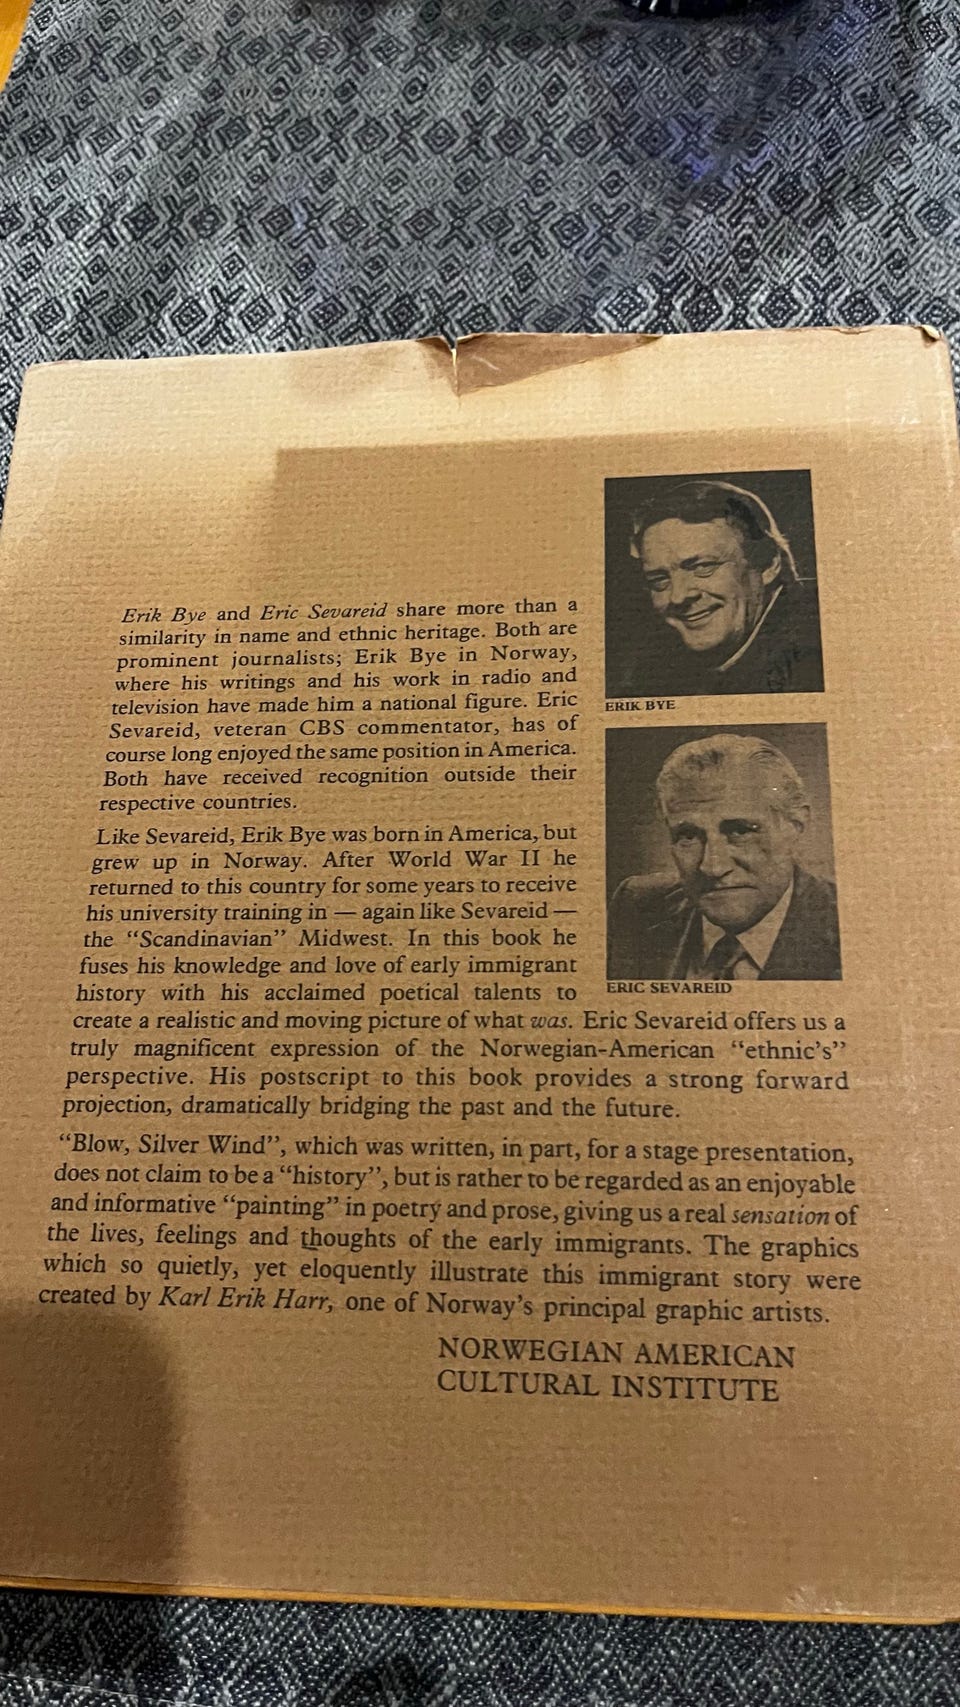 Erik Bye and Eric Sevareid share more than a
similarity in name and ethnic heritage. Both are
prominent journalists; Erik Bye in Norway,
where his writings and his work in radio and
television have made him a national figure. Eric
Sevareid, veteran CBS commentator, has of
course long enjoyed the same position in America.
Both have received recognition outside their
respective countries.
Like Sevareid, Erik Bye was born in America, but
grew up in Norway. After World War II he
returned to this country for some years to receive
his university training in — again like Sevareid —
the “Scandinavian” Midwest. In this book he
fuses his knowledge and love of early immigrant
history with his acclaimed poetical talents to
create a realistic and moving picture of what was. Eric Sevareid offers us a
truly magnificent expression of the Norwegian-American “ethnic's”
perspective. His postscript to this book provides a strong forward
projection, dramatically bridging the past and the future.
“Blow, Silver Wind”, which was written, in part, for a stage presentation,
does not claim to be a “history”, but is rather to be regarded as an enjoyable
and informative “painting” in poetry and prose, giving us a real sensation of
the lives, feelings and thoughts of the early immigrants. The graphics
which so quietly, yet eloquently illustrate this immigrant story were
created by Karl Erik Harr, one of Norway's principal graphic artists.
NORWEGIAN AMERICAN
CULTURAL INSTITUTE
ERIK BYE
ERIC SEVAREID